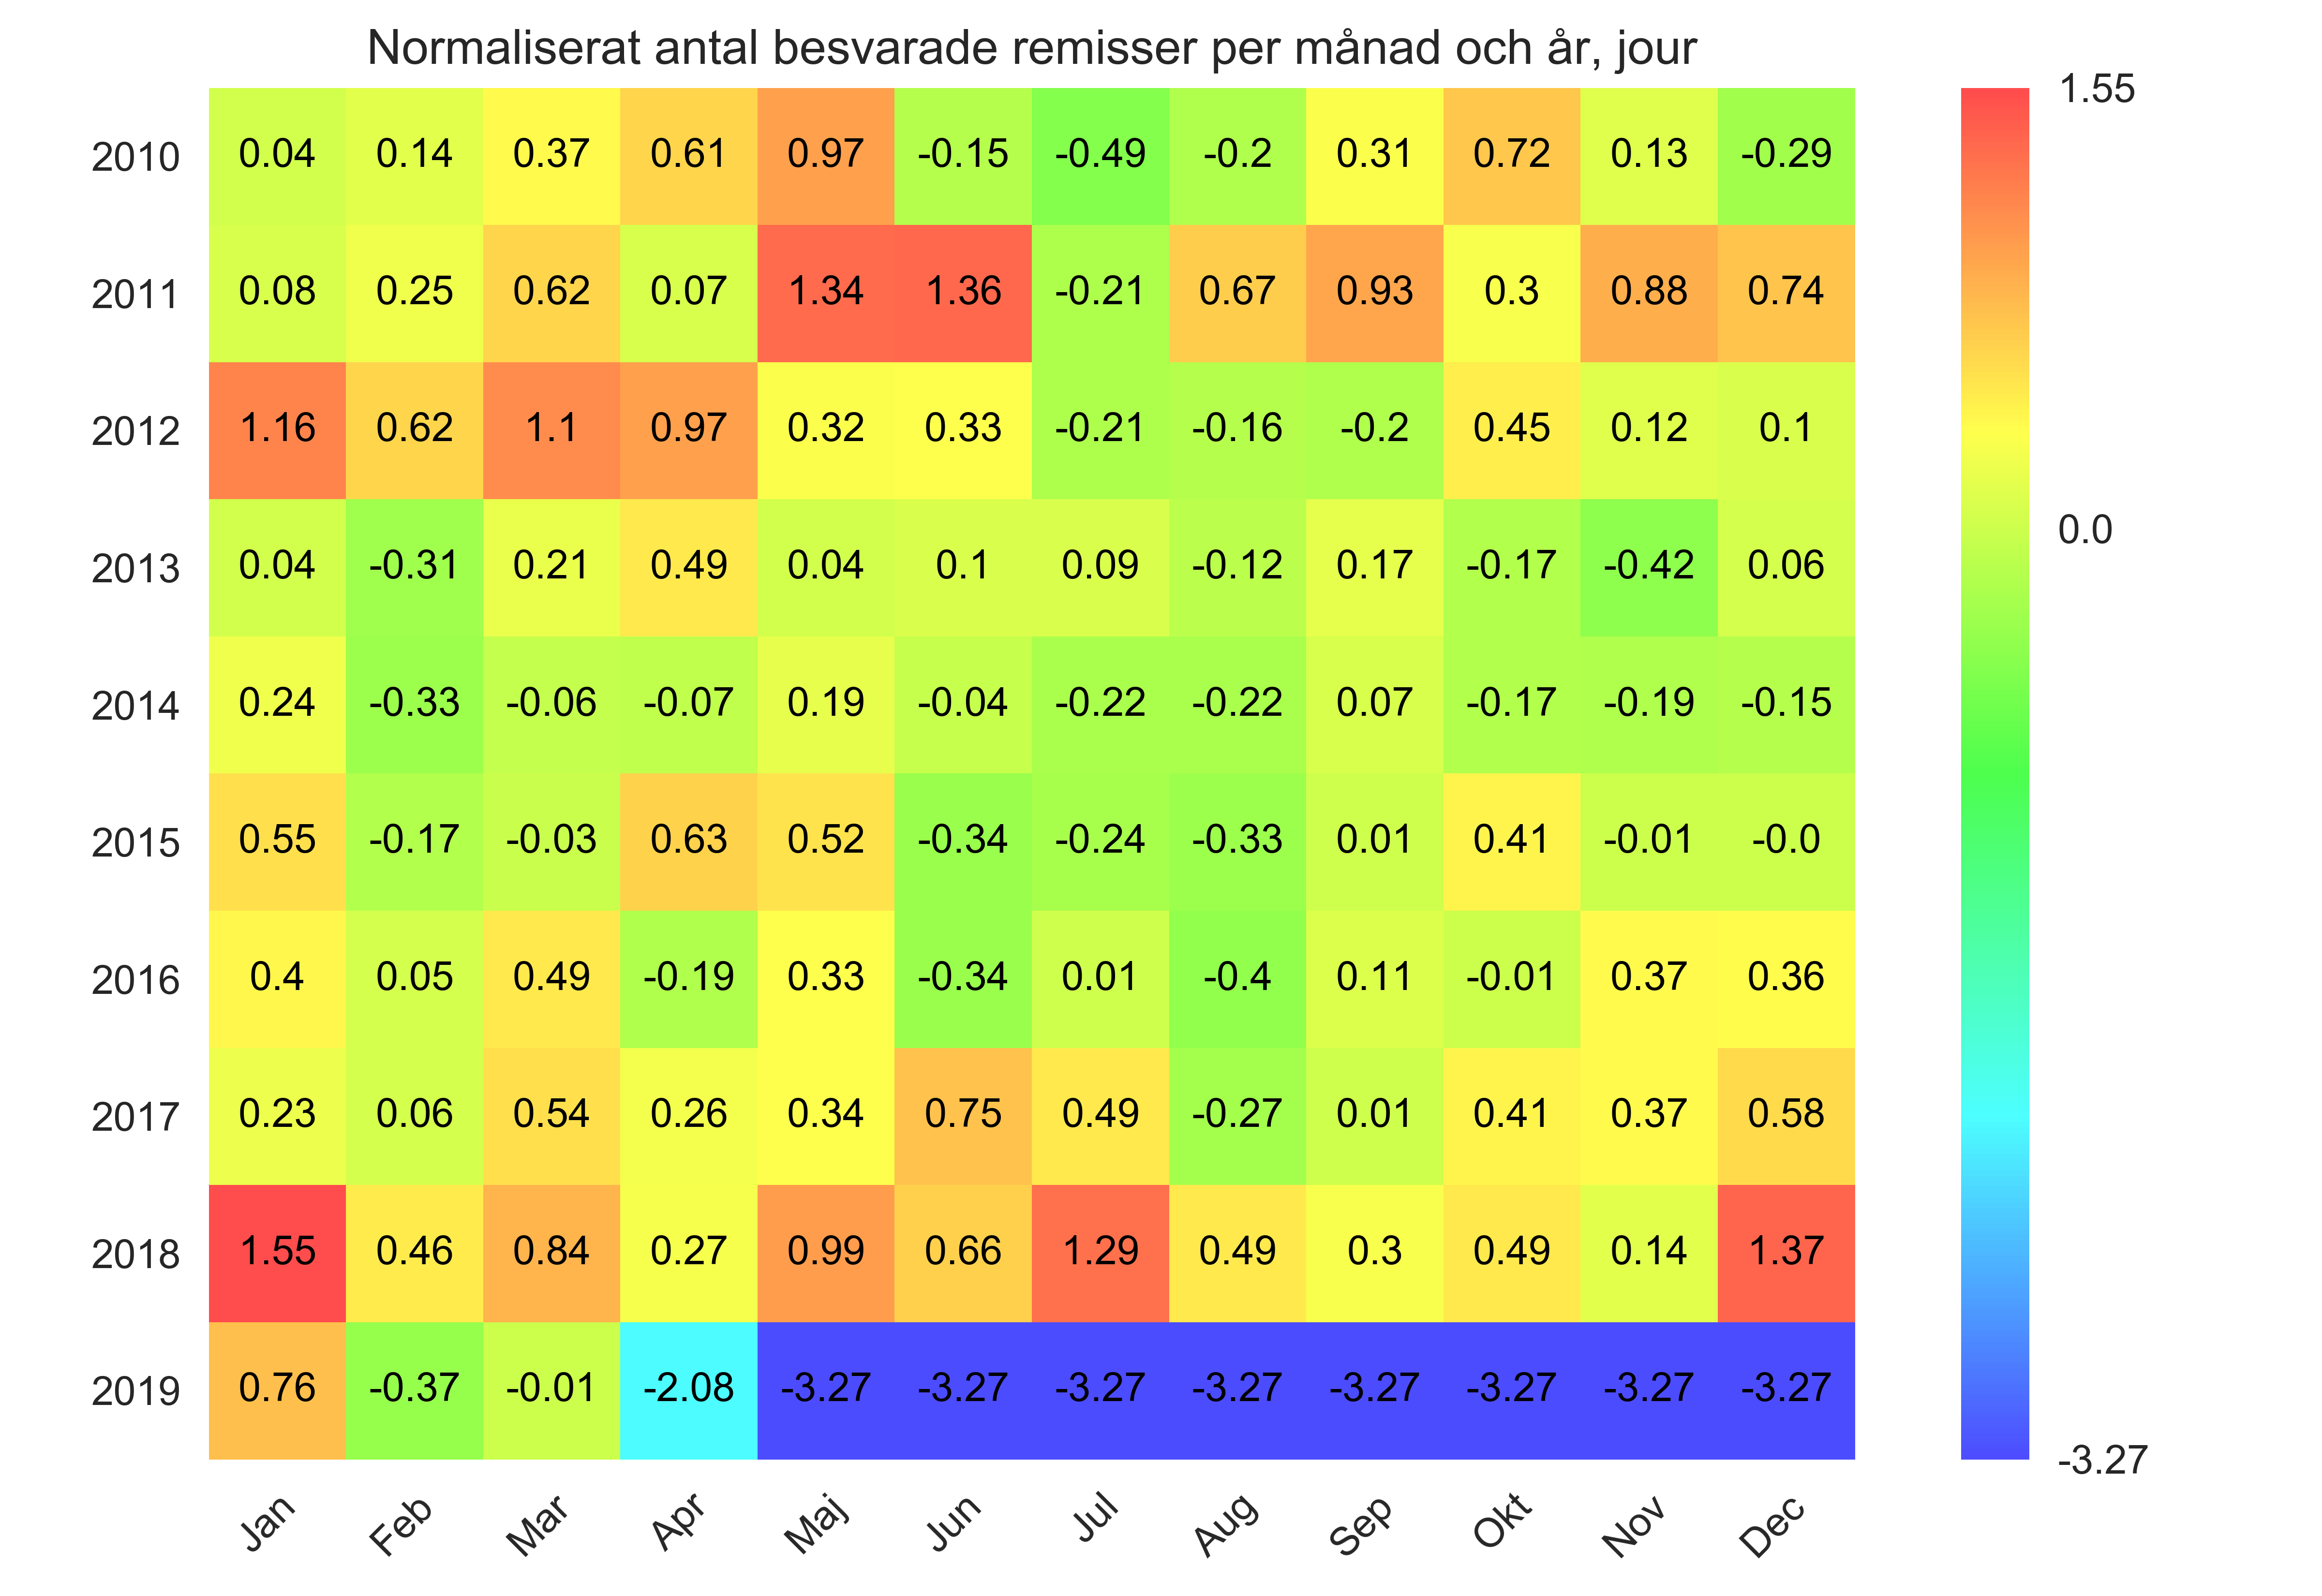 Normaliserat antal besvarade remisser per månad och år, jour
1.55
2010 0.04 0.14 0.37 0.61 0.97 -0.15 -0.49 -0.2 0.31 0.72 0.13 -0.29
2011 0.08 0.25 0.62 0.07 1.34 1.36 -0.21 0.67 0.93 0.3 0.88 0.74
2012 1.16 0.62 1.1 0.97 0.32 0.33 -0.21 -0.16 -0.2 0.45 0.12 0.1
0.0
2013 0.04 -0.31 0.21 0.49 0.04 0.1 0.09 -0.12 0.17 -0.17 -0.42 0.06
2014 0.24 -0.33 -0.06 -0.07 0.19 -0.04 -0.22 -0.22 0.07 -0.17 -0.19 -0.15
2015 0.55 -0.17 -0.03 0.63 0.52 -0.34 -0.24 -0.33 0.01 0.41 -0.01 -0.0
2016 0.4 0.05 0.49 -0.19 0.33 -0.34 0.01 -0.4 0.11 -0.01 0.37 0.36
2017 0.23 0.06 0.54 0.26 0.34 0.75 0.49 -0.27 0.01 0.41 0.37 0.58
2018 1.55 0.46 0.84 0.27 0.99 0.66 1.29 0.49 0.3 0.49 0.14 1.37
2019 0.76 -0.37 -0.01 -2.08 -3.27 -3.27 -3.27 -3.27 -3.27 -3.27 -3.27 -3.27
-3.27
Jan Feb Mar Apr Maj Jun Jul Aug Sep Okt Nov Dec